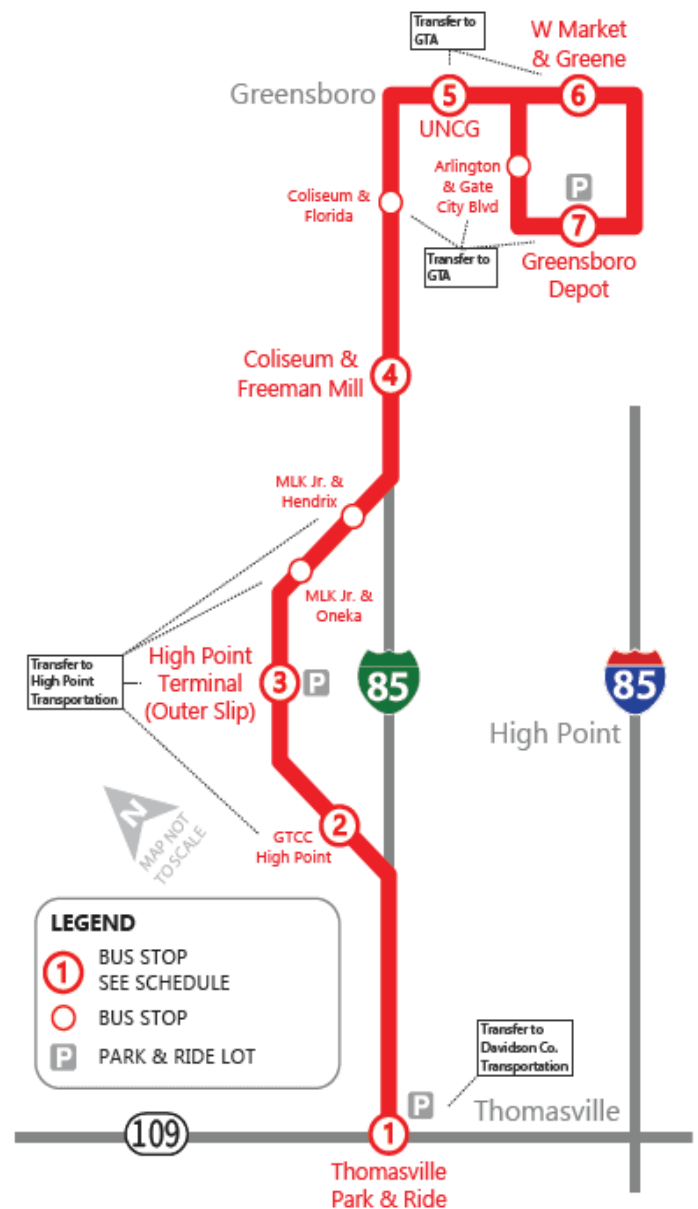 Transfer to
GTA
W Market
& Greene
Greensboro
5
6
UNCG
Arlington
& Gate
City Blvd
P
Coliseum &
Florida
7
Transfer to
GTA
Greensboro
Depot
Coliseum &
Freeman Mill
4
MLK Jr. &
Hendrix
MLK Jr. &
Oneka
Transfer to
High Point
Transportation
High Point
Terminal
(Outer Slip)
3
P
85
85
High Point
N
MAP NOT
TO SCALE
2
GTCC
High Point
LEGEND
1
BUS STOP
SEE SCHEDULE
BUS STOP
P
PARK & RIDE LOT
Transfer to
Davidson Co.
Transportation
P
Thomasville
109
1
Thomasville
Park & Ride